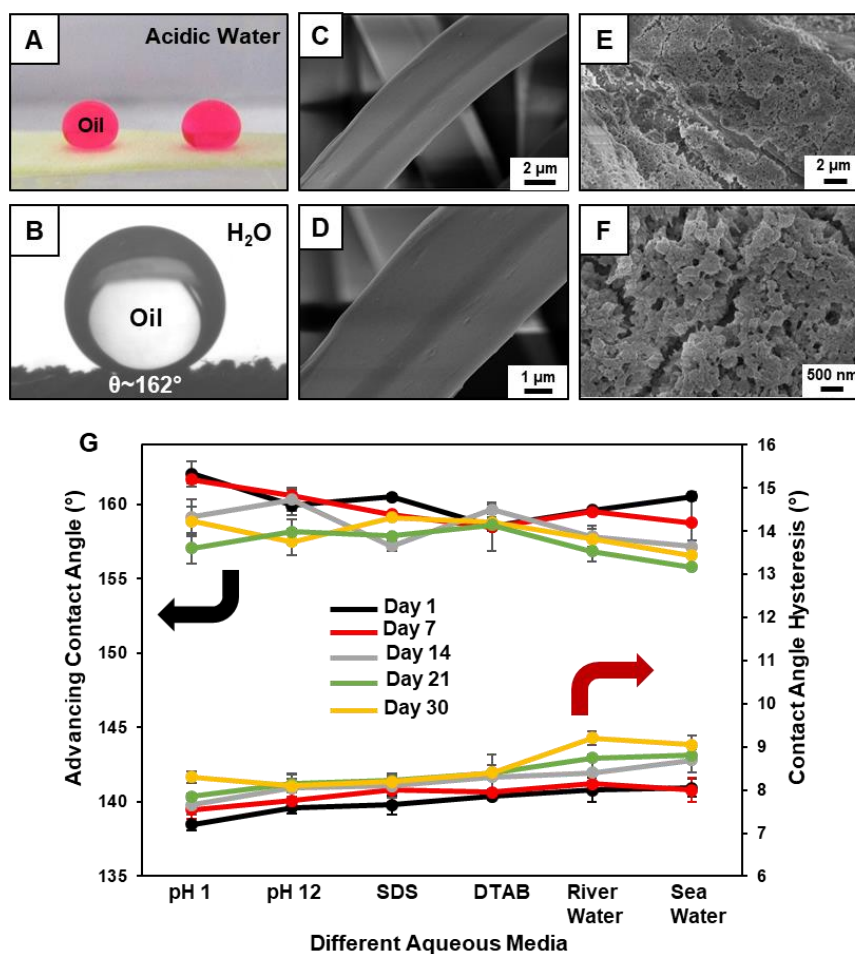 A
Acidic Water
Oil
C
2 µm
E
2 µm
B
H₂O
Oil
θ~162°
D
1 µm
F
500 nm
G
Advancing Contact Angle (°)
160
155
150
145
140
135
Day 1
Day 7
Day 14
Day 21
Day 30
16
15
14
13
12
11
10
9
8
7
6
Contact Angle Hysteresis (°)
pH 1
pH 12
SDS
DTAB
River
Water
Sea
Water
Different Aqueous Media